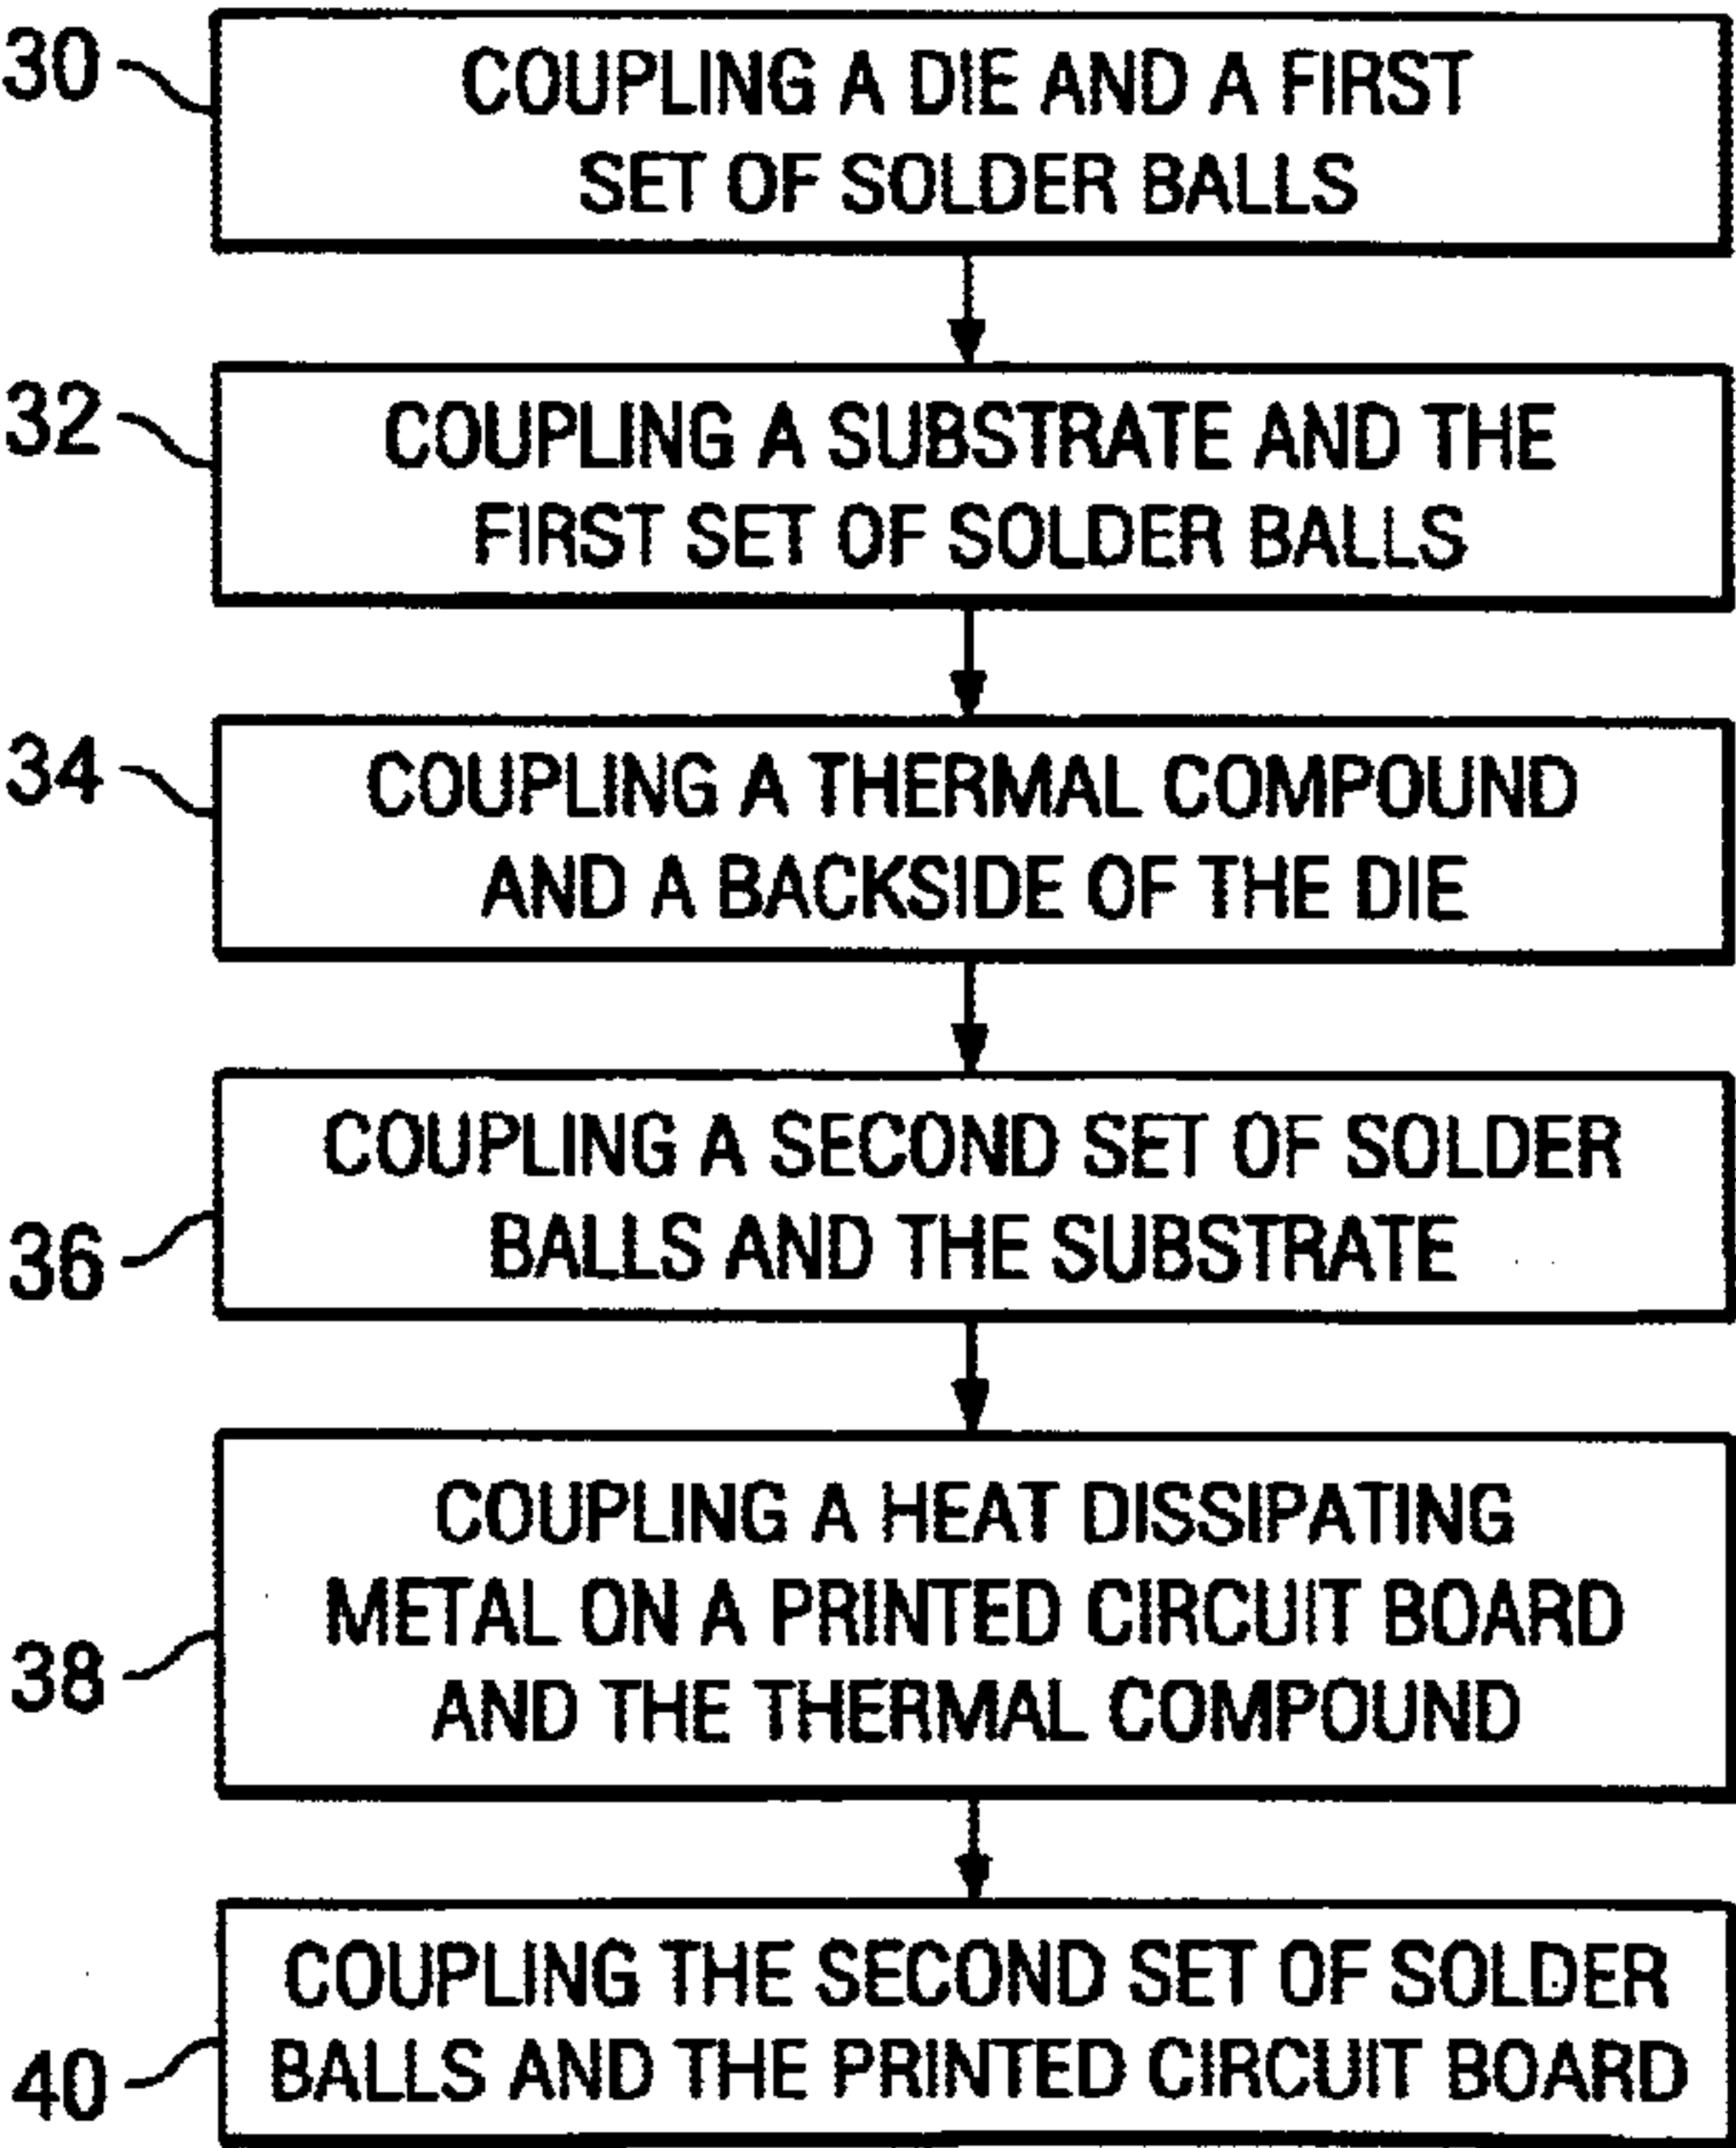 30
COUPLING A DIE AND A FIRST
SET OF SOLDER BALLS
32
COUPLING A SUBSTRATE AND THE
FIRST SET OF SOLDER BALLS
34
COUPLING A THERMAL COMPOUND
AND A BACKSIDE OF THE DIE
36
COUPLING A SECOND SET OF SOLDER
BALLS AND THE SUBSTRATE
38
COUPLING A HEAT DISSIPATING
METAL ON A PRINTED CIRCUIT BOARD
AND THE THERMAL COMPOUND
40
COUPLING THE SECOND SET OF SOLDER
BALLS AND THE PRINTED CIRCUIT BOARD